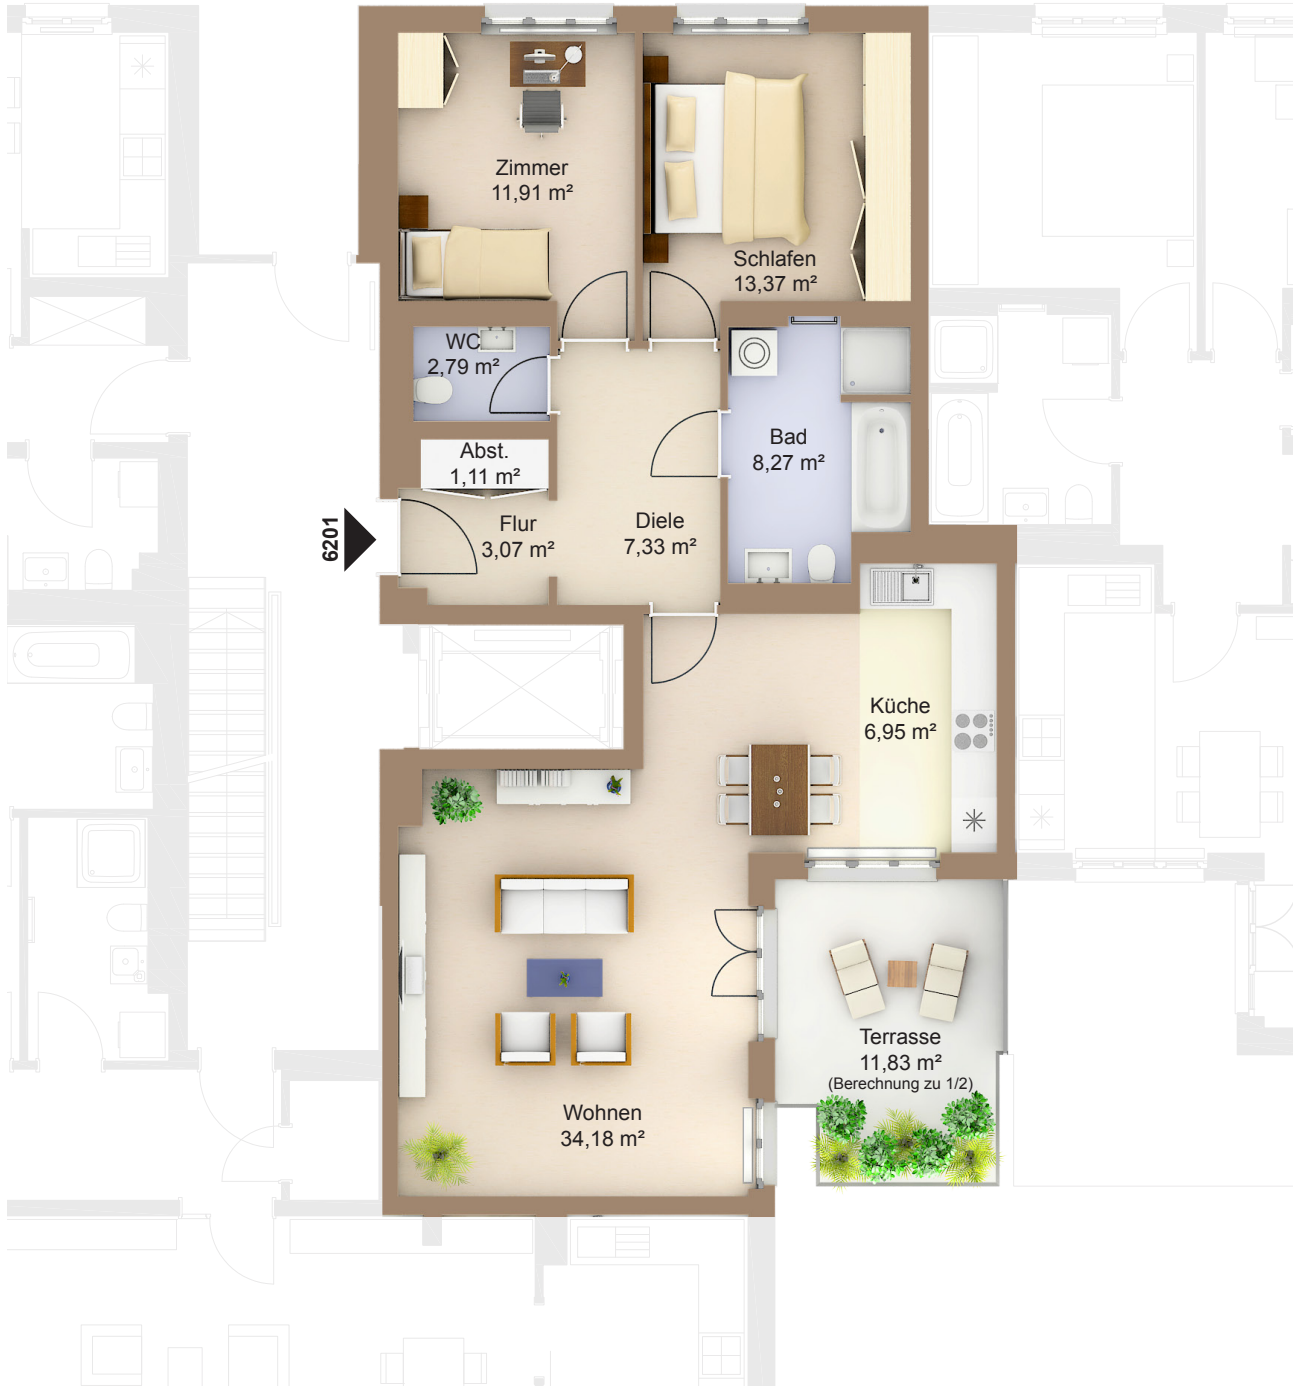 Zimmer
11,91 m²
Schlafen
13,37 m²
WC
2,79 m²
Abst.
1,11 m²
Bad
8,27 m²
6201
Flur
3,07 m²
Diele
7,33 m²
Küche
6,95 m²
Terrasse
11,83 m²
(Berechnung zu 1/2)
Wohnen
34,18 m²